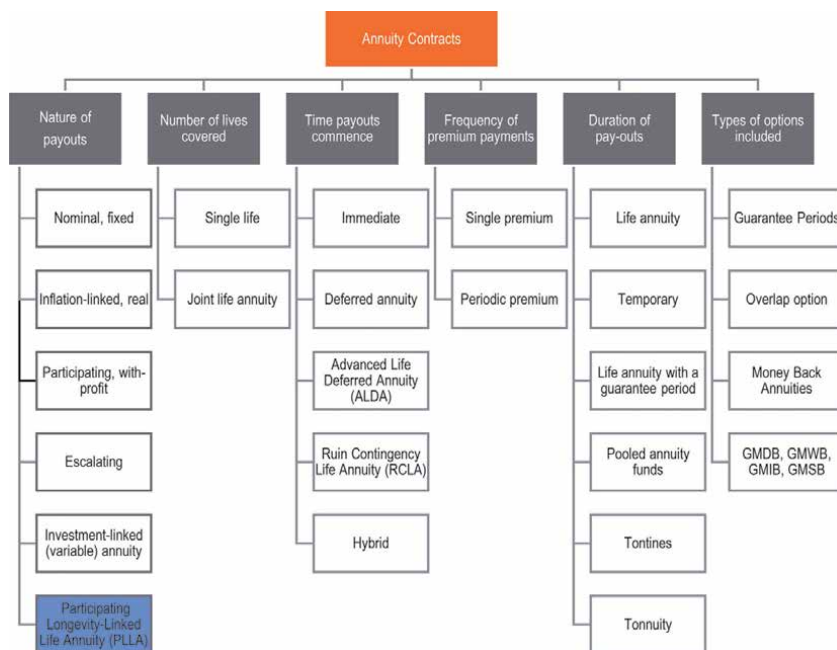 Annuity Contracts
Nature of
payouts
Number of lives
covered
Time payouts
commence
Frequency of
premium payments
Duration of
pay-outs
Types of options
included
Nominal, fixed
Single life
Immediate
Single premium
Life annuity
Guarantee Periods
Inflation-linked, real
Joint life annuity
Deferred annuity
Periodic premium
Temporary
Overlap option
Participating, with-
profit
Advanced Life
Deferred Annuity
(ALDA)
Life annuity with a
guarantee period
Money Back
Annuities
Escalating
Ruin Contingency
Life Annuity (RCLA)
Pooled annuity
funds
GMDB, GMWB,
GMIB, GMSB
Investment-linked
(variable) annuity
Hybrid
Tontines
Participating
Longevity-Linked
Life Annuity (PLLA)
Tonnuity